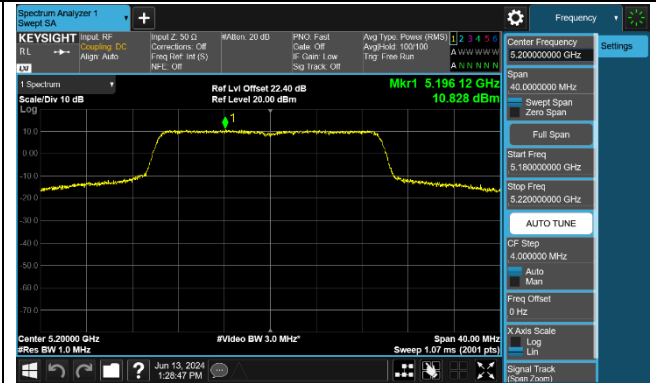 Spectrum Analyzer 1
Swept SA
+
Frequency
KEYSIGHT
RL
LXI
Input: RF
Coupling: DC
Align: Auto
Input Z: 50 Ω
Corrections: Off
Freq Ref: Int (S)
NFE: Off
#Atten: 20 dB
PNO: Fast
Gate: Off
IF Gain: Low
Sig Track: Off
Avg Type: Power (RMS)
Avg|Hold: 100/100
Trig: Free Run
1 2 3 4 5 6
A W W W W W
A N N N N N
1 Spectrum
Scale/Div 10 dB
Log
Ref Lvl Offset 22.40 dB
Ref Level 20.00 dBm
Mkr1 5.196 12 GHz
10.828 dBm
1
10.0
0.00
-10.0
-20.0
-30.0
-40.0
-50.0
-60.0
-70.0
Center 5.20000 GHz
#Res BW 1.0 MHz
#Video BW 3.0 MHz*
Span 40.00 MHz
Sweep 1.07 ms (2001 pts)
Center Frequency
5.200000000 GHz
Settings
Span
40.0000000 MHz
Swept Span
Zero Span
Full Span
Start Freq
5.180000000 GHz
Stop Freq
5.220000000 GHz
AUTO TUNE
CF Step
4.000000 MHz
Auto
Man
Freq Offset
0 Hz
X Axis Scale
Log
Lin
Signal Track
(Span Zoom)
?
Jun 13, 2024
1:28:47 PM